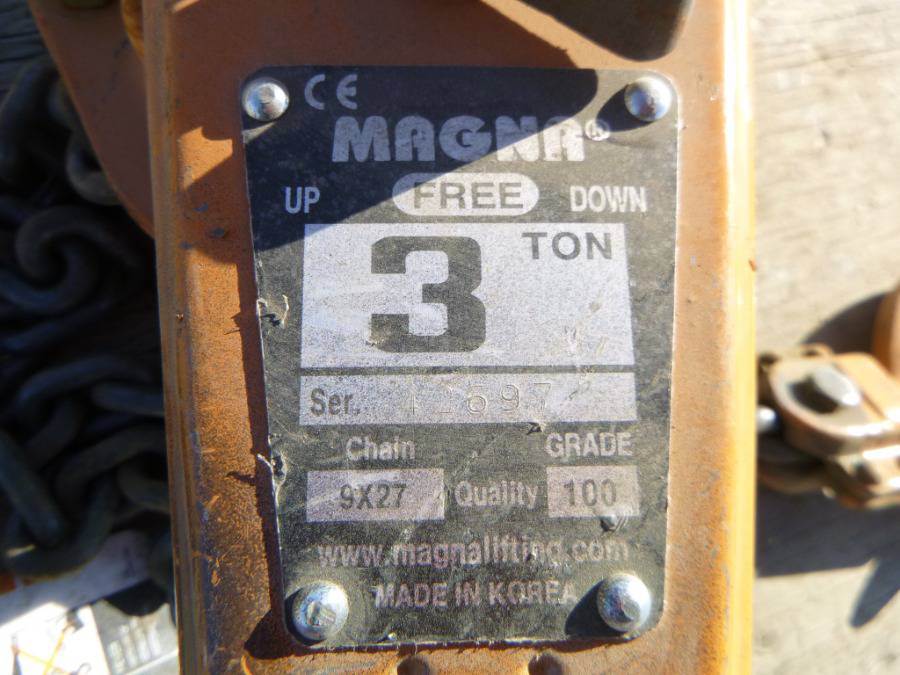 CE
MAGNA®
UP FREE DOWN
3 TON
Ser.
Chain GRADE
9X27 Quality 100
www.magnalifting.com
MADE IN KOREA